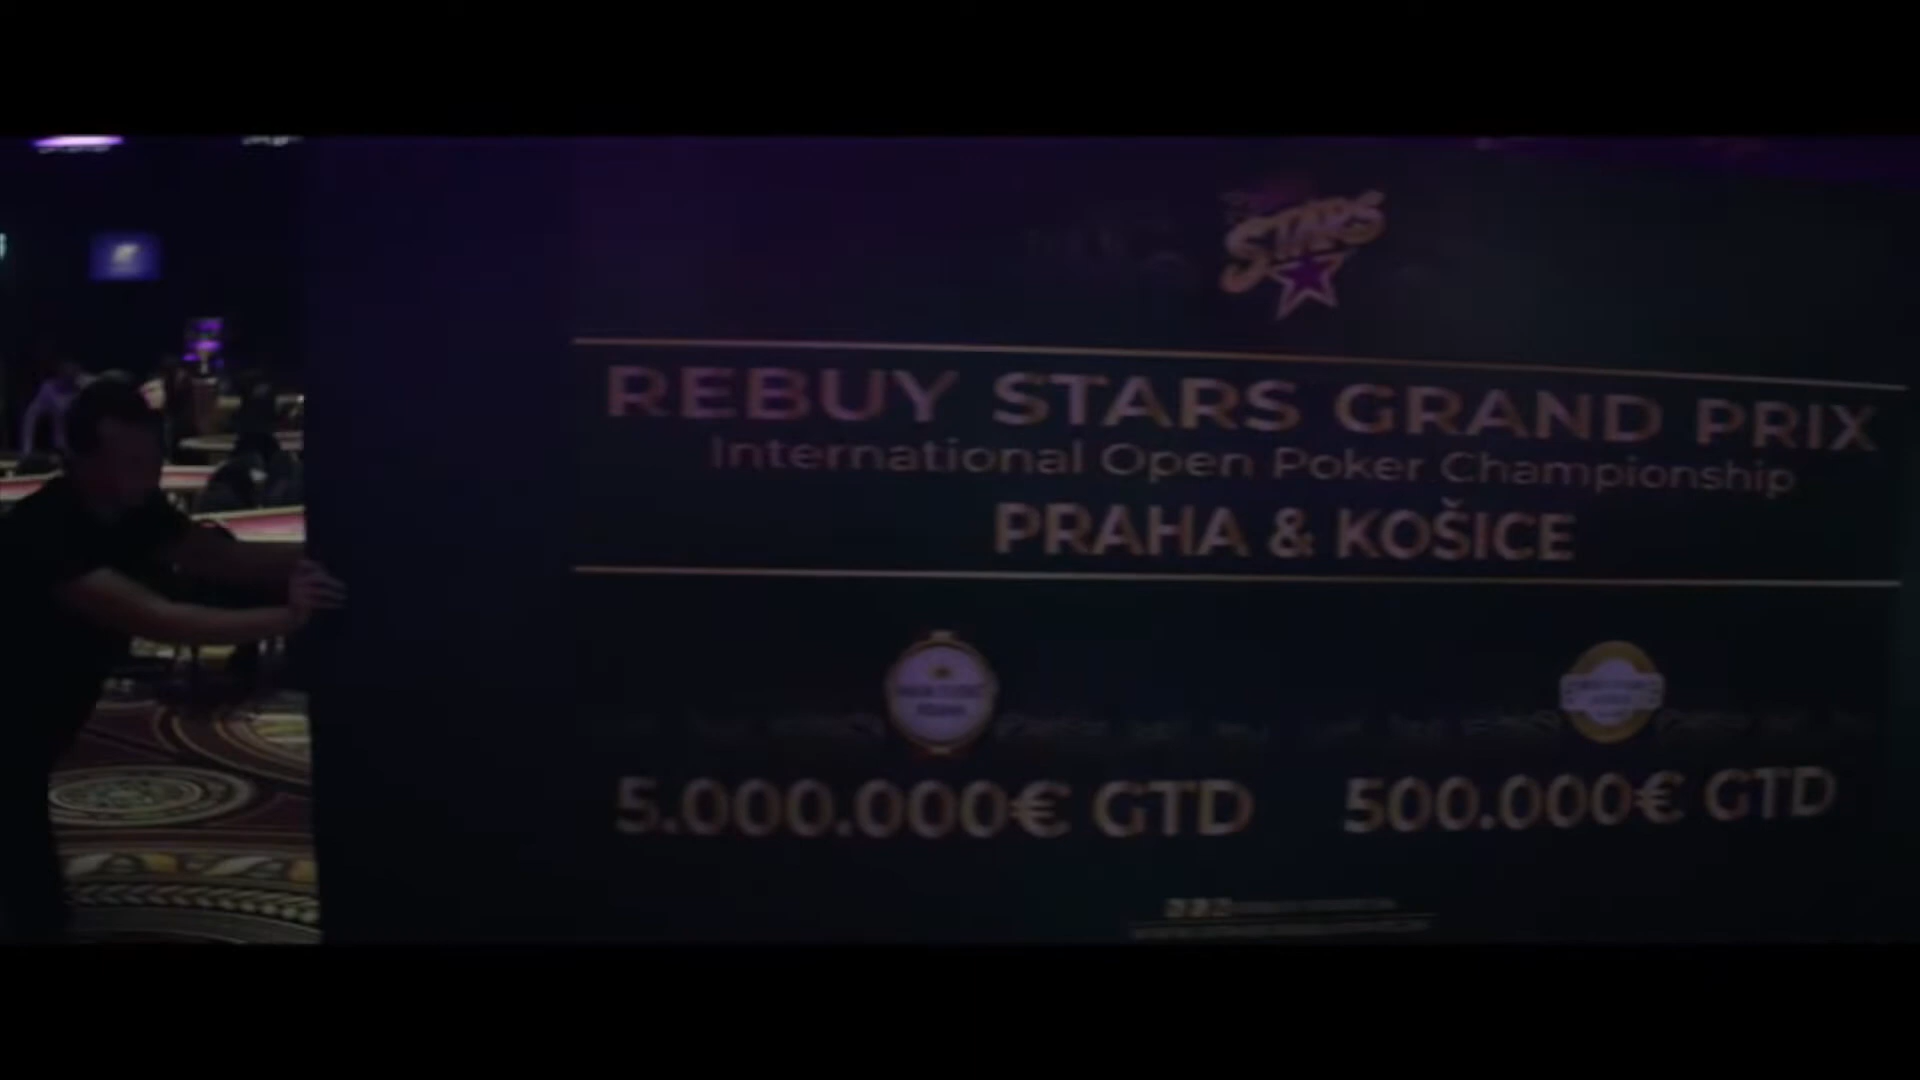 STARS
REBUY STARS GRAND PRIX
International Open Poker Championship
PRAHA & KOŠICE
5.000.000€ GTD
500.000€ GTD